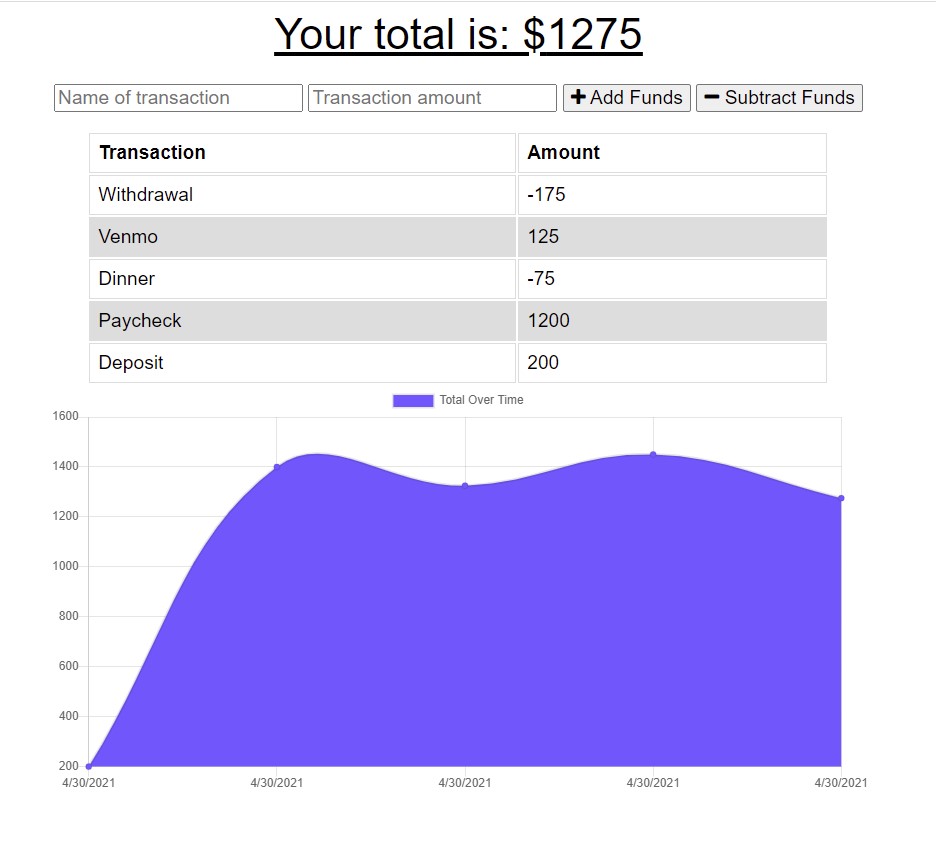 Your total is: $1275
Name of transaction Transaction amount + Add Funds − Subtract Funds
Transaction Amount
Withdrawal -175
Venmo 125
Dinner -75
Paycheck 1200
Deposit 200
Total Over Time
1600
1400
1200
1000
800
600
400
200
4/30/2021 4/30/2021 4/30/2021 4/30/2021 4/30/2021